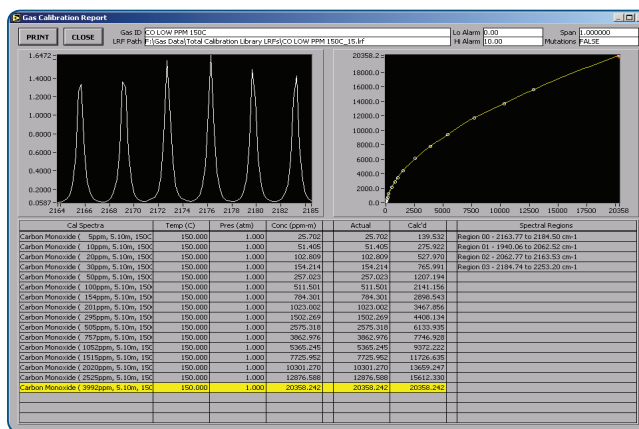 Gas Calibration Report
PRINT
CLOSE
Gas ID CO LOW PPM 150C
LRF Path F:\Gas Data\Total Calibration Library LRFs\CO LOW PPM 150C_15.lrf
Lo Alarm 0.00
Hi Alarm 10.00
Span 1.000000
Mutations FALSE
1.6472
1.4000
1.2000
1.0000
0.8000
0.6000
0.4000
0.2000
0.0587
2164 2166 2168 2170 2172 2174 2176 2178 2180 2182 2185
20358.2
18000.0
16000.0
14000.0
12000.0
10000.0
8000.0
6000.0
4000.0
2000.0
0.0
0 2500 5000 7500 10000 12500 15000 17500 20358
Cal Spectra Temp (C) Pres (atm) Conc (ppm-m) Actual Calc'd Spectral Regions
Carbon Monoxide ( 5ppm, 5.10m, 150C 150.000 1.000 25.702 25.702 139.532 Region 00 - 2163.77 to 2184.50 cm-1
Carbon Monoxide ( 10ppm, 5.10m, 150C 150.000 1.000 51.405 51.405 275.922 Region 01 - 1940.06 to 2062.52 cm-1
Carbon Monoxide ( 20ppm, 5.10m, 150C 150.000 1.000 102.809 102.809 527.970 Region 02 - 2062.77 to 2163.53 cm-1
Carbon Monoxide ( 30ppm, 5.10m, 150C 150.000 1.000 154.214 154.214 765.991 Region 03 - 2184.74 to 2253.20 cm-1
Carbon Monoxide ( 50ppm, 5.10m, 150C 150.000 1.000 257.023 257.023 1207.194
Carbon Monoxide ( 100ppm, 5.10m, 150 150.000 1.000 511.501 511.501 2141.156
Carbon Monoxide ( 154ppm, 5.10m, 150 150.000 1.000 784.301 784.301 2898.543
Carbon Monoxide ( 201ppm, 5.10m, 150 150.000 1.000 1023.002 1023.002 3467.856
Carbon Monoxide ( 295ppm, 5.10m, 150 150.000 1.000 1502.269 1502.269 4408.134
Carbon Monoxide ( 505ppm, 5.10m, 150 150.000 1.000 2575.318 2575.318 6133.935
Carbon Monoxide ( 757ppm, 5.10m, 150 150.000 1.000 3862.976 3862.976 7746.928
Carbon Monoxide ( 1052ppm, 5.10m, 15C 150.000 1.000 5365.245 5365.245 9372.222
Carbon Monoxide ( 1515ppm, 5.10m, 15C 150.000 1.000 7725.952 7725.952 11726.635
Carbon Monoxide ( 2020ppm, 5.10m, 15C 150.000 1.000 10301.270 10301.270 13659.247
Carbon Monoxide ( 2525ppm, 5.10m, 15C 150.000 1.000 12876.588 12876.588 15612.330
Carbon Monoxide ( 3992ppm, 5.10m, 15C 150.000 1.000 20358.242 20358.242 20358.242